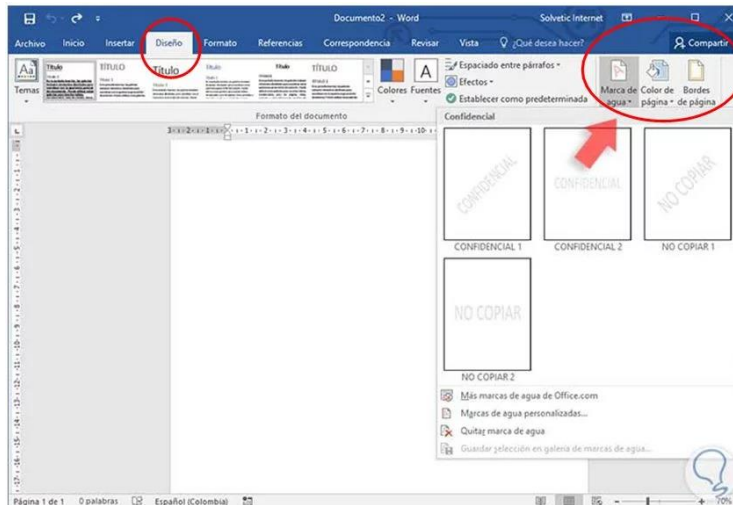 Documento2 - Word
Solvetic Internet
Archivo Inicio Insertar Diseño Formato Referencias Correspondencia Revisar Vista ¿Qué desea hacer? Compartir
Aa Título TÍTULO Título Título Título TÍTULO
Temas
Colores
A
Fuentes
Espaciado entre párrafos
Efectos
Establecer como predeterminada
Marca de agua
Color de página
Bordes de página
Formato del documento
Confidencial
CONFIDENCIAL
CONFIDENCIAL
NO COPIAR
CONFIDENCIAL 1
CONFIDENCIAL 2
NO COPIAR 1
NO COPIAR
NO COPIAR 2
Más marcas de agua de Office.com
Marcas de agua personalizadas...
Quitar marca de agua
Guardar selección en galería de marcas de agua...
Página 1 de 1 0 palabras Español (Colombia) 70%